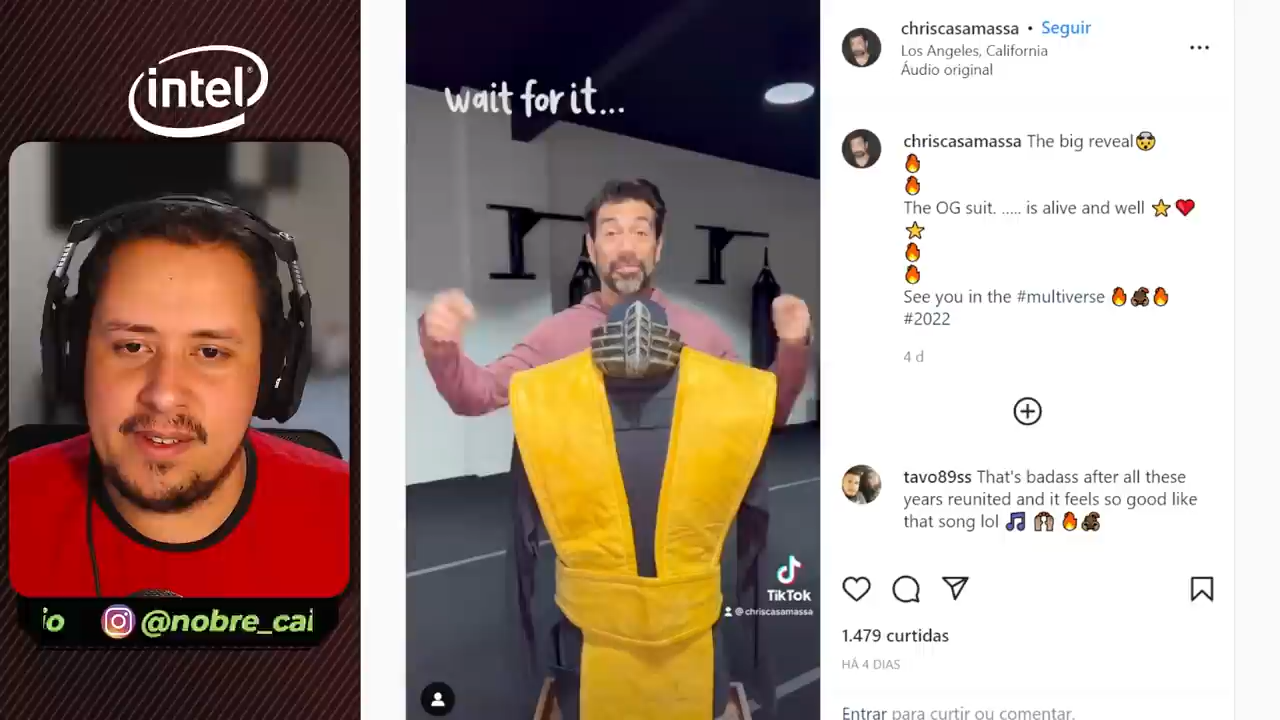 intel
io @nobre_cai
wait for it...
TikTok
@chriscasamassa
chriscasamassa • Seguir
Los Angeles, California
Áudio original
chriscasamassa The big reveal🤯
🔥
🔥
The OG suit. ..... is alive and well ⭐❤️
⭐
🔥
🔥
See you in the #multiverse 🔥🦂🔥
#2022
4 d
tavo89ss That's badass after all these
years reunited and it feels so good like
that song lol 🎵 🙌🏽 🔥🦂
1.479 curtidas
HÁ 4 DIAS
Entrar para curtir ou comentar.